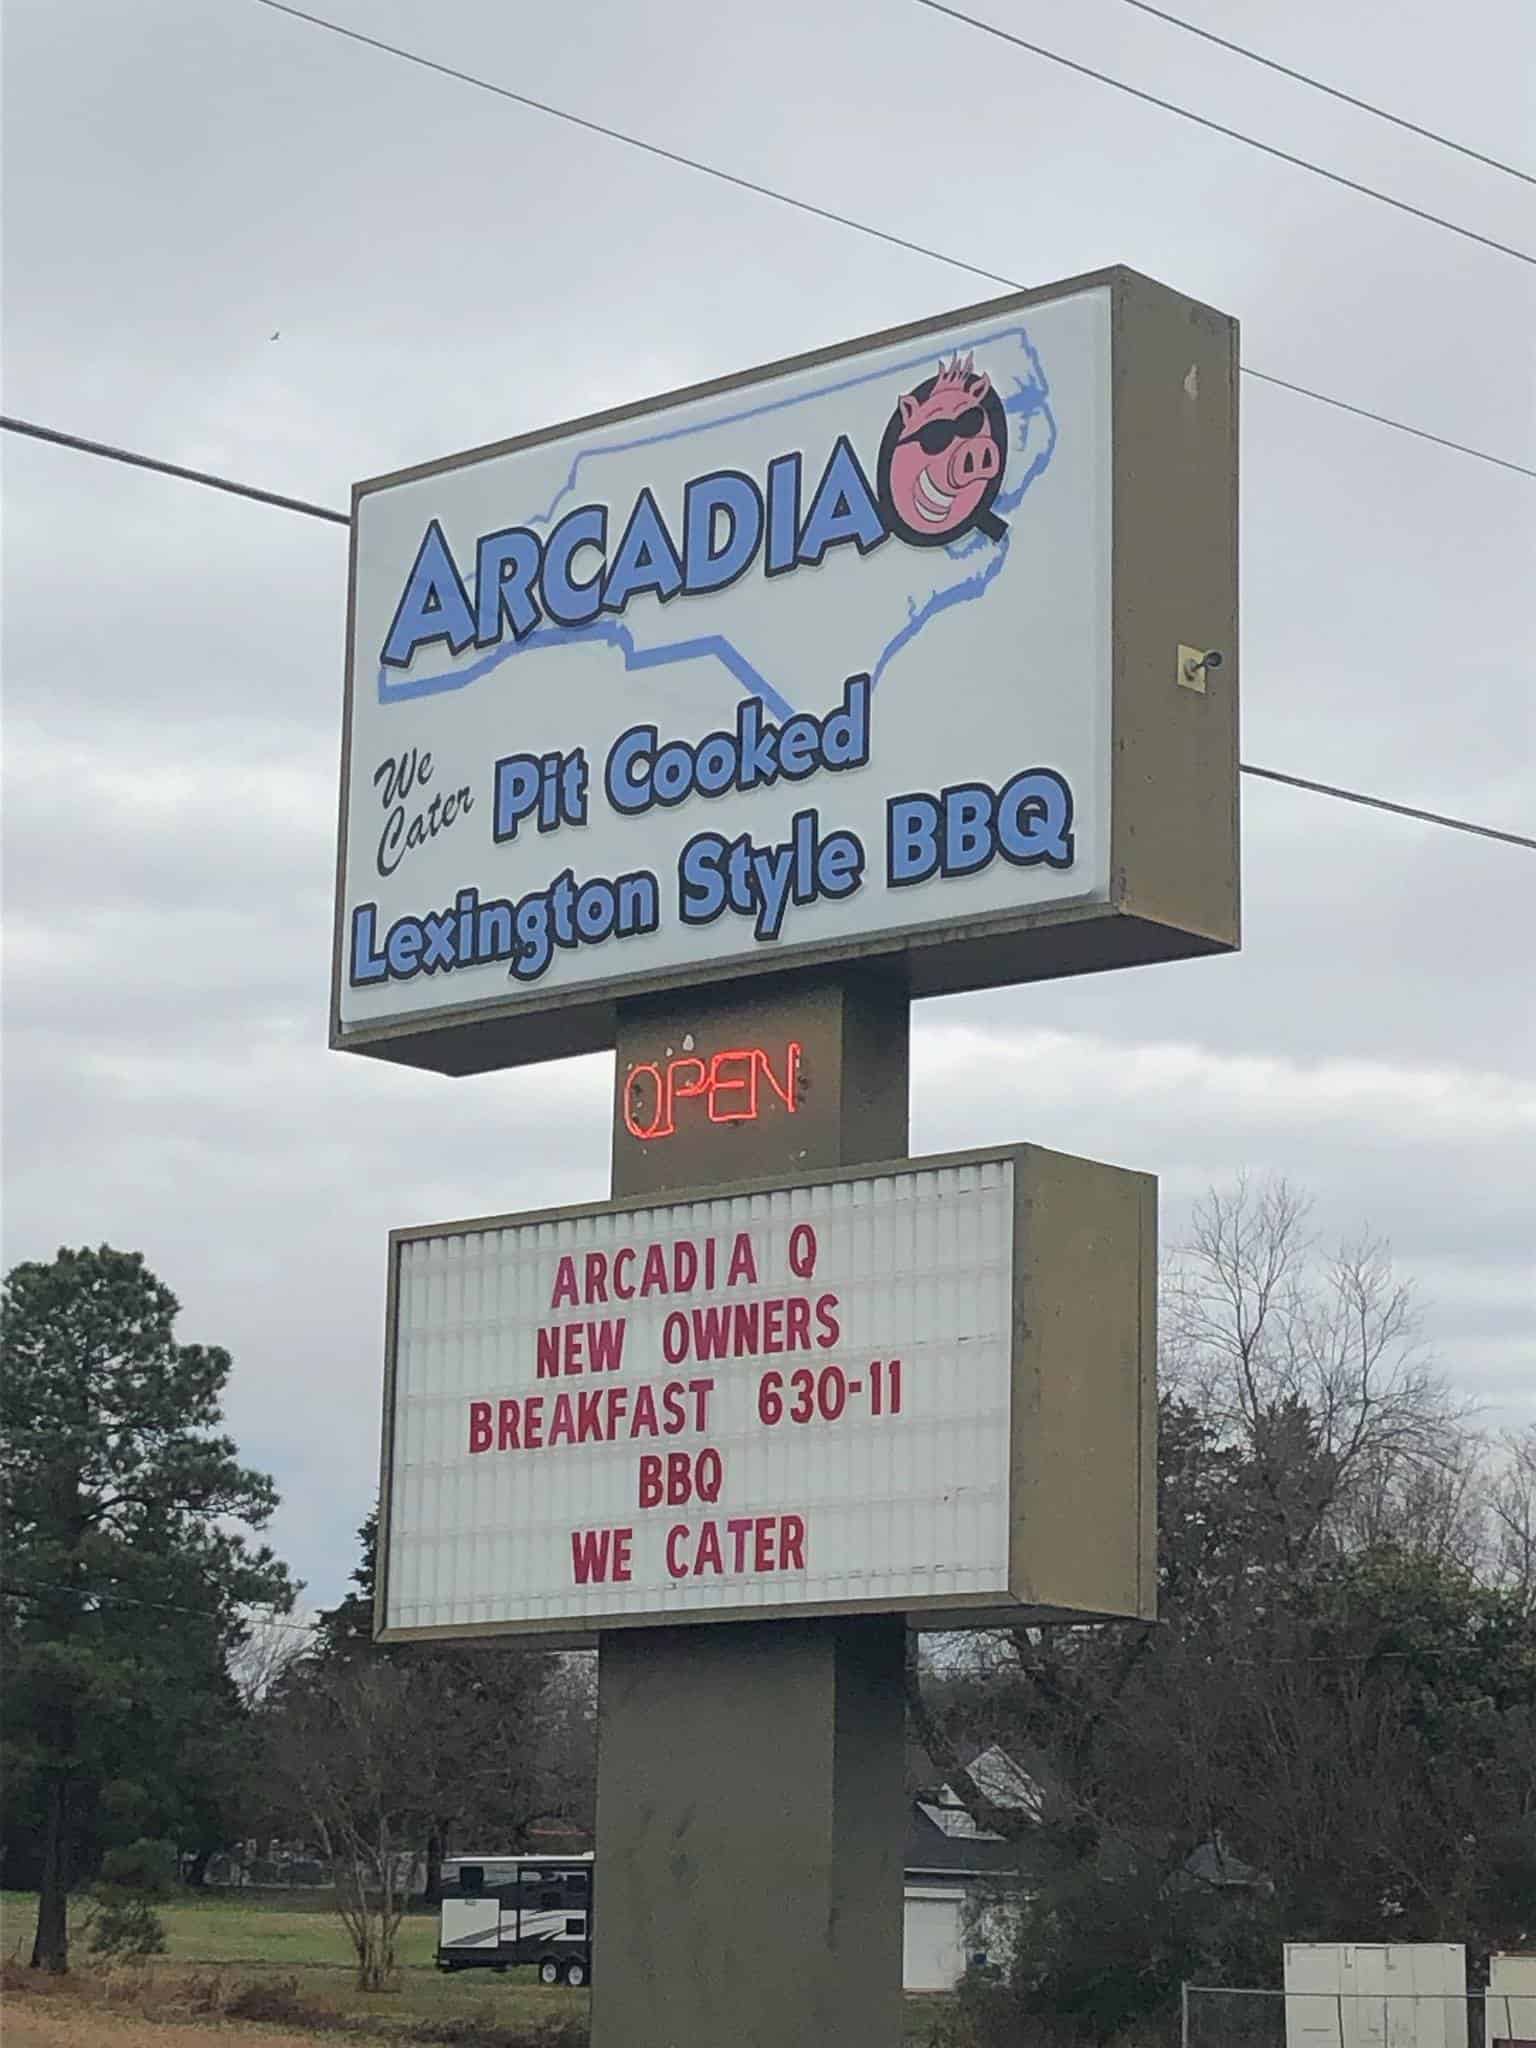 ARCADIA Q
We
Cater
Pit Cooked
Lexington Style BBQ
OPEN
ARCADIA Q
NEW OWNERS
BREAKFAST 630-11
BBQ
WE CATER